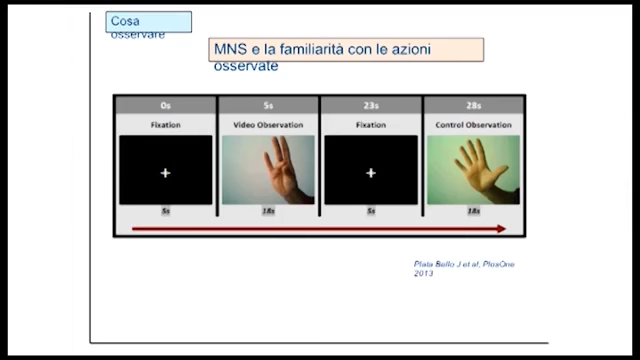 Cosa
osservare
MNS e la familiarità con le azioni
osservate
0s 5s 23s 28s
Fixation Video Observation Fixation Control Observation
5s 18s 5s 18s
Plata Bello J et al, PlosOne
2013